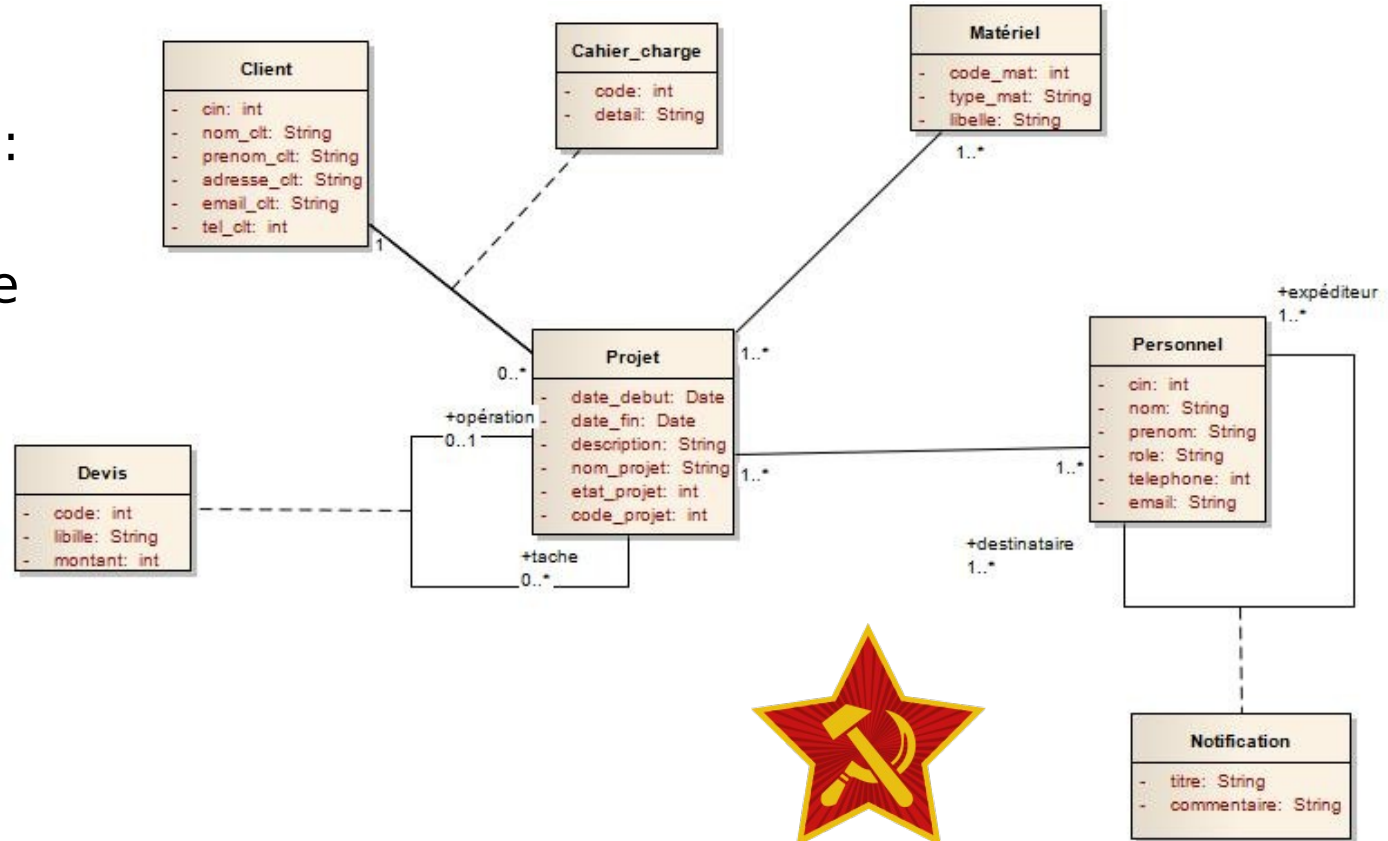 :
e
Client
- cin: int
- nom_clt: String
- prenom_clt: String
- adresse_clt: String
- email_clt: String
- tel_clt: int
1
Cahier_charge
- code: int
- detail: String
Matériel
- code_mat: int
- type_mat: String
- libelle: String
1..*
0..*
Projet
- date_debut: Date
- date_fin: Date
- description: String
- nom_projet: String
- etat_projet: int
- code_projet: int
1..*
1..*
+opération
0..1
+tache
0..*
Devis
- code: int
- libille: String
- montant: int
+expéditeur
1..*
Personnel
- cin: int
- nom: String
- prenom: String
- role: String
- telephone: int
- email: String
1..*
+destinataire
1..*
Notification
- titre: String
- commentaire: String